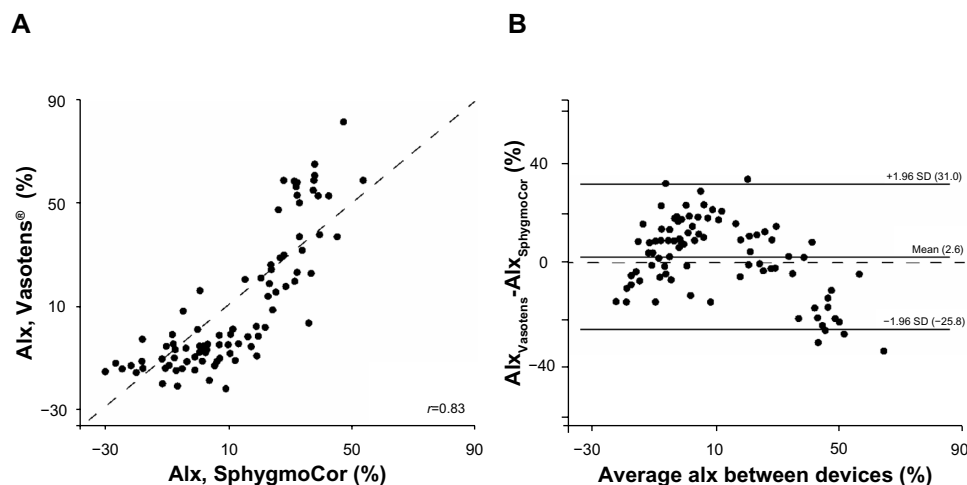 A
AIx, Vasotens® (%)
90
50
10
−30
−30
10
50
90
r=0.83
AIx, SphygmoCor (%)
B
AIxVasotens-AIxSphygmoCor (%)
40
0
−40
−30
10
50
90
+1.96 SD (31.0)
Mean (2.6)
−1.96 SD (−25.8)
Average aIx between devices (%)